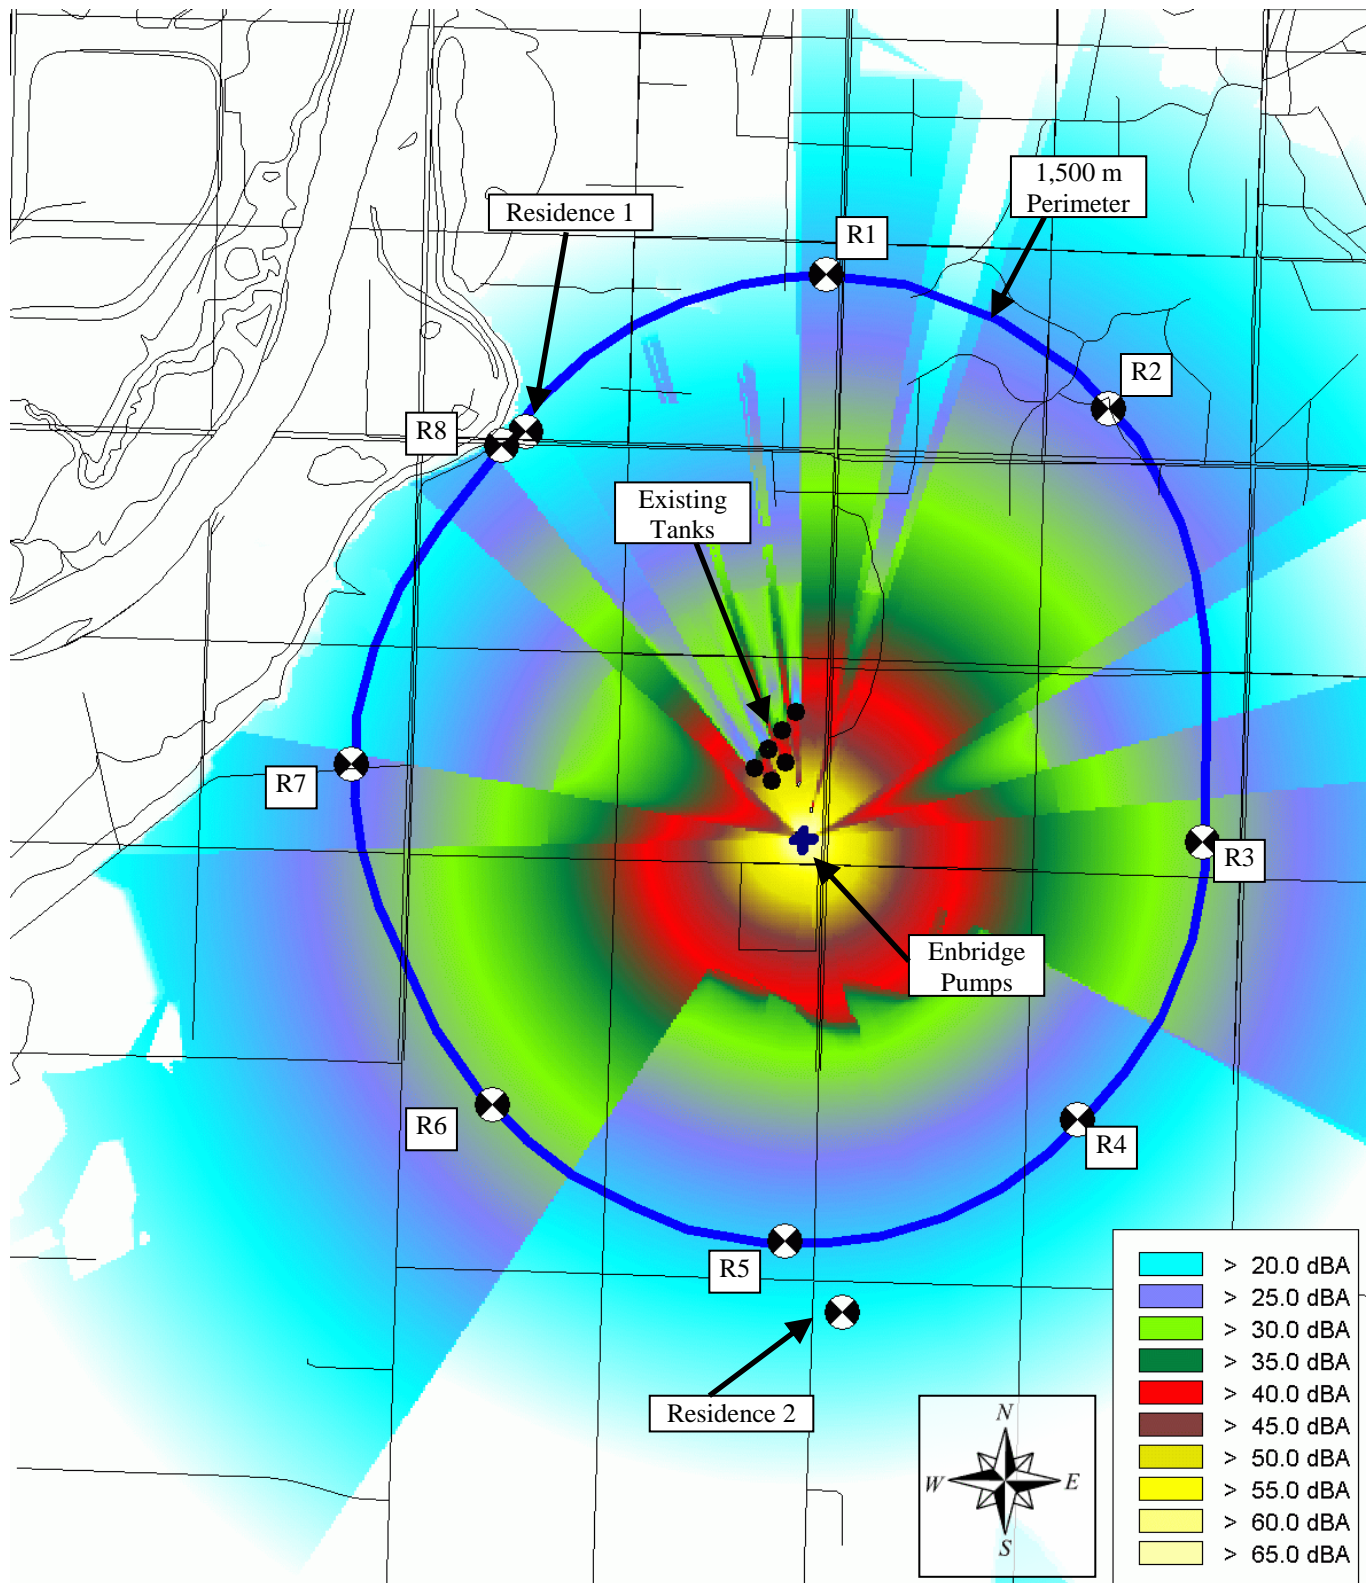 1,500 m
Perimeter
Residence 1
R1
R2
R8
Existing
Tanks
R7
R3
Enbridge
Pumps
R6
R4
R5
Residence 2
> 20.0 dBA
> 25.0 dBA
> 30.0 dBA
> 35.0 dBA
> 40.0 dBA
> 45.0 dBA
> 50.0 dBA
> 55.0 dBA
> 60.0 dBA
> 65.0 dBA
N
W
E
S